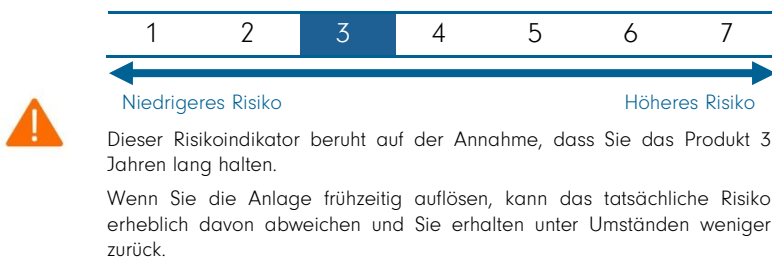 1 2 3 4 5 6 7
Niedrigeres Risiko Höheres Risiko
Dieser Risikoindikator beruht auf der Annahme, dass Sie das Produkt 3
Jahren lang halten.
Wenn Sie die Anlage frühzeitig auflösen, kann das tatsächliche Risiko
erheblich davon abweichen und Sie erhalten unter Umständen weniger
zurück.